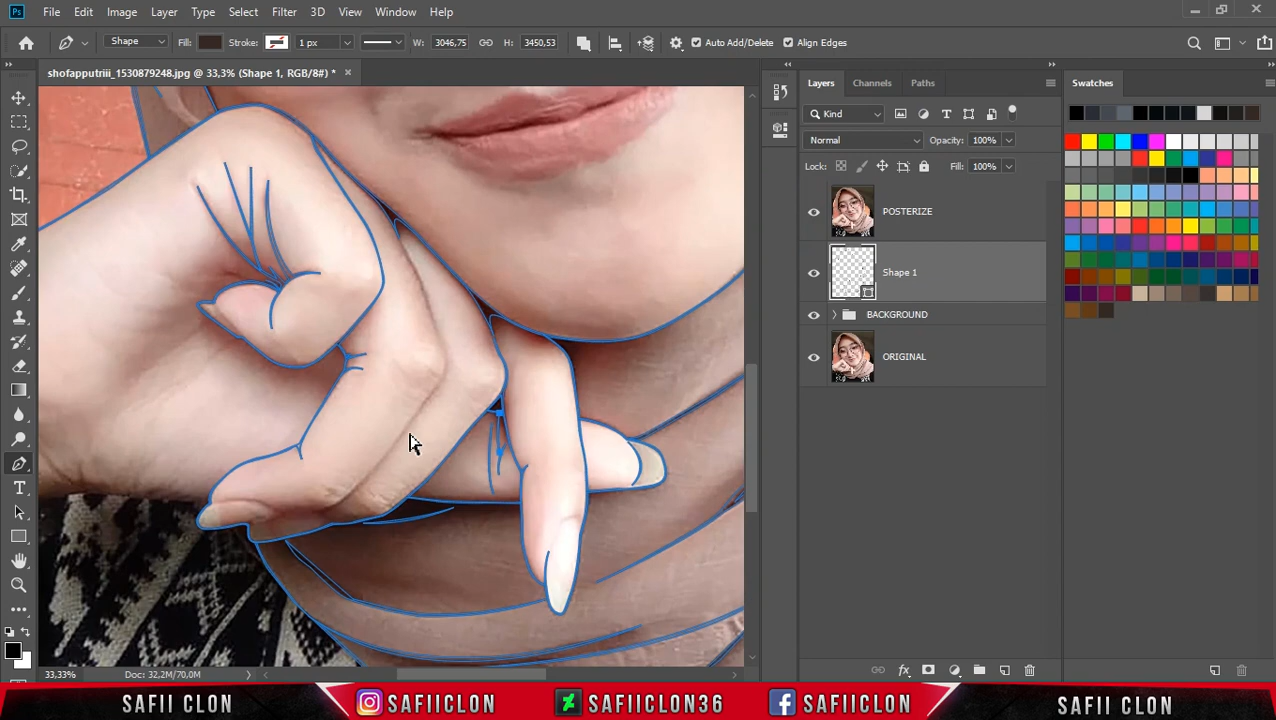 Ps File Edit Image Layer Type Select Filter 3D View Window Help
Shape Fill: Stroke: 1 px W: 3046,75 H: 3450,53 Auto Add/Delete Align Edges
shofapputriii_1530879248.jpg @ 33,3% (Shape 1, RGB/8#) * ×
Layers Channels Paths
Swatches
Kind
Normal Opacity: 100%
Lock: Fill: 100%
POSTERIZE
Shape 1
BACKGROUND
ORIGINAL
33,33% Doc: 32,2M/70,0M
SAFII CLON SAFIICLON SAFIICLON36 SAFIICLON SAFII CLON